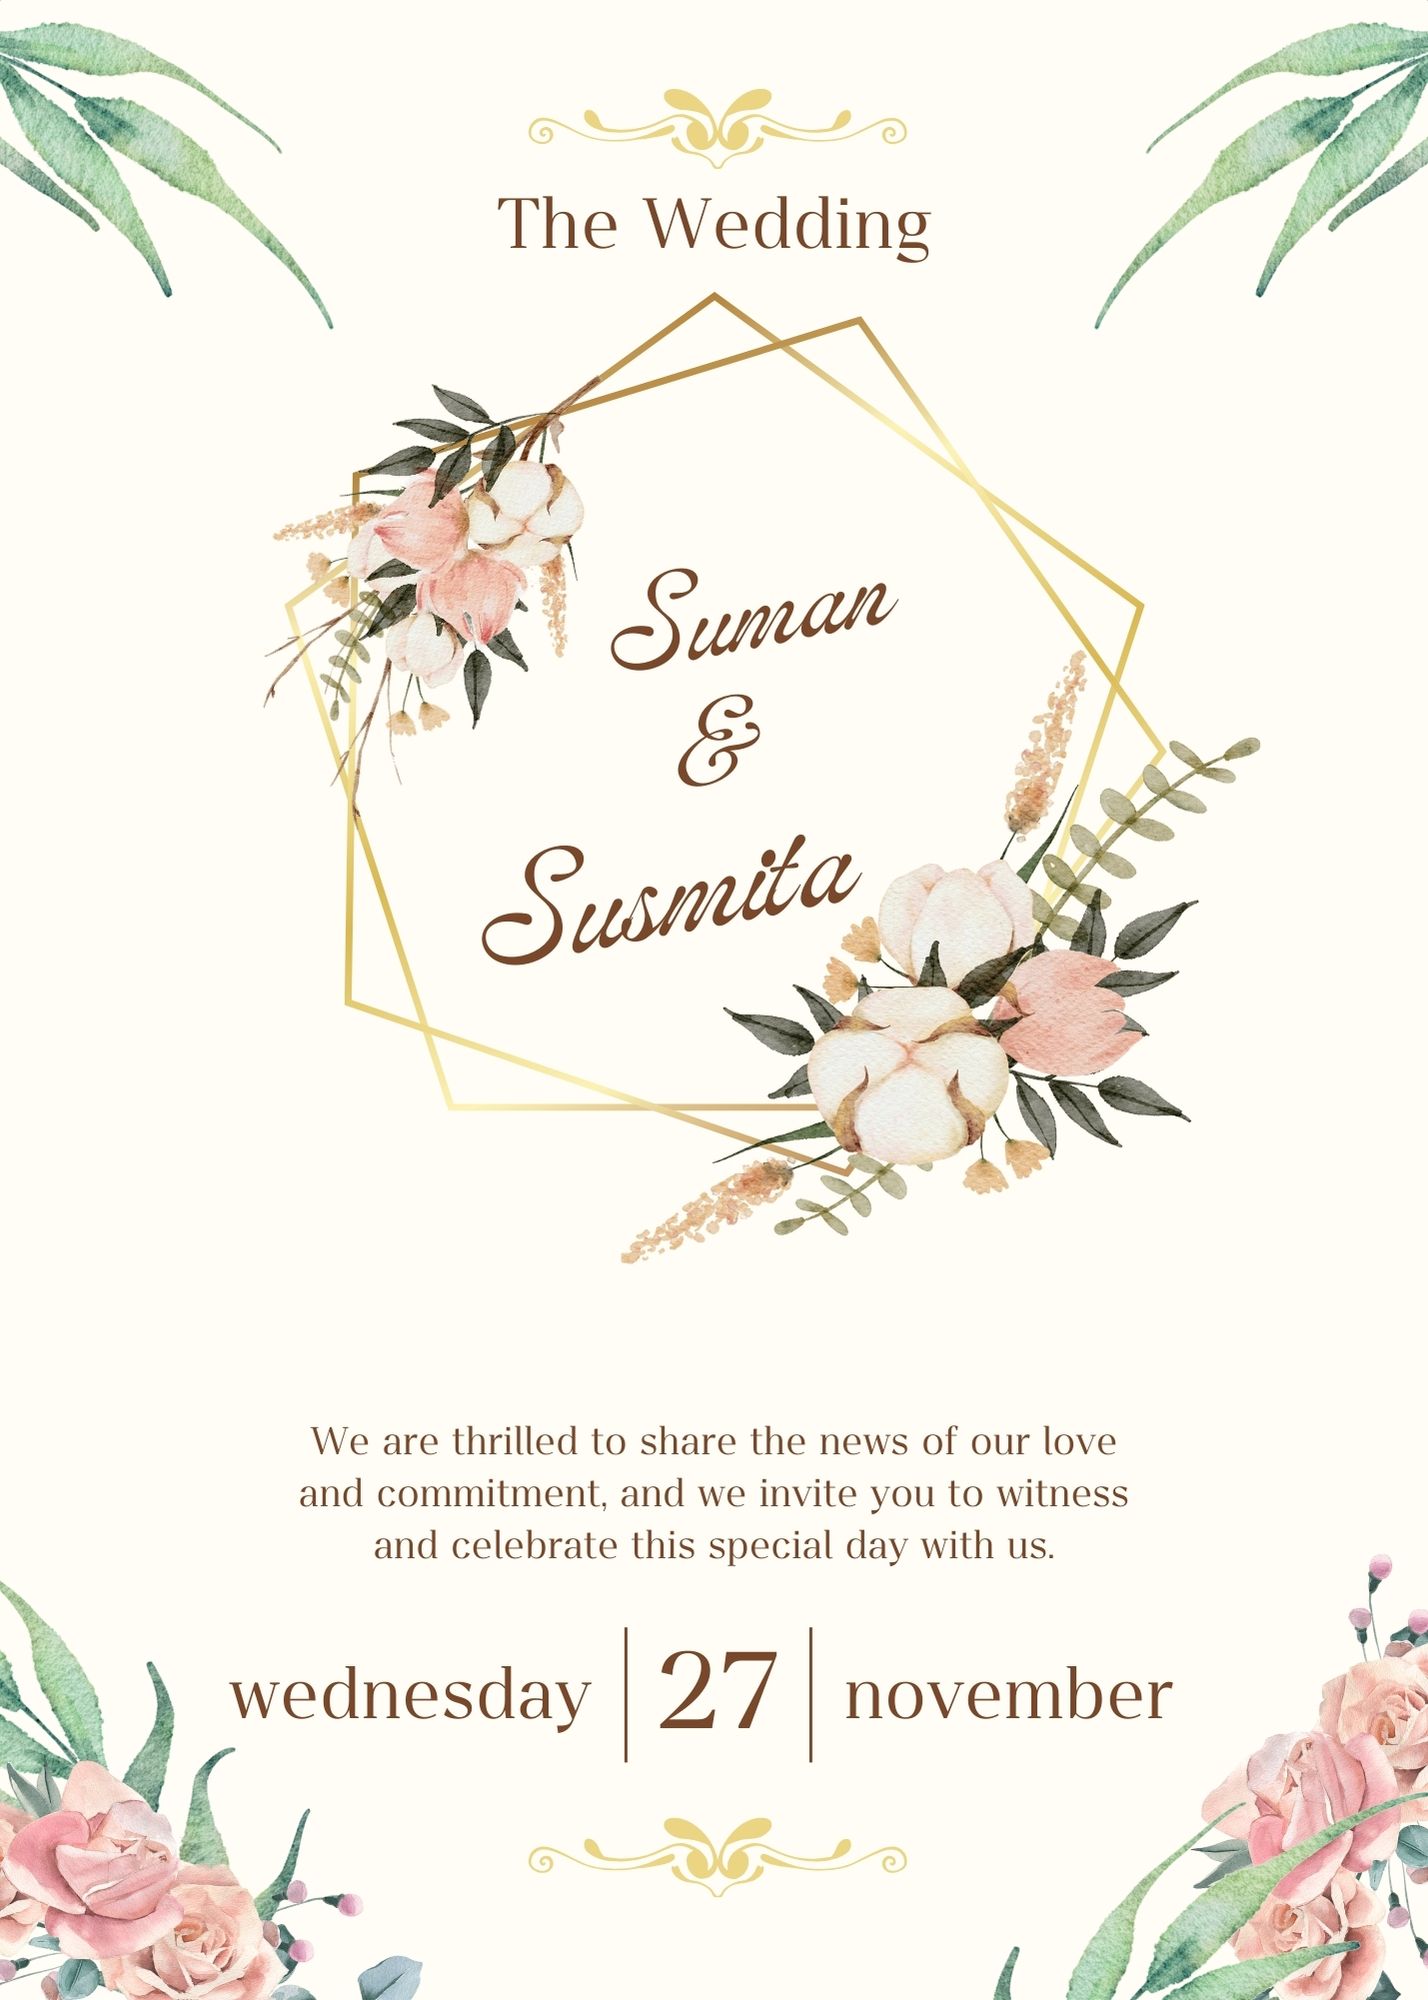 The Wedding
Suman
&
Susmita
We are thrilled to share the news of our love
and commitment, and we invite you to witness
and celebrate this special day with us.
wednesday 27 november